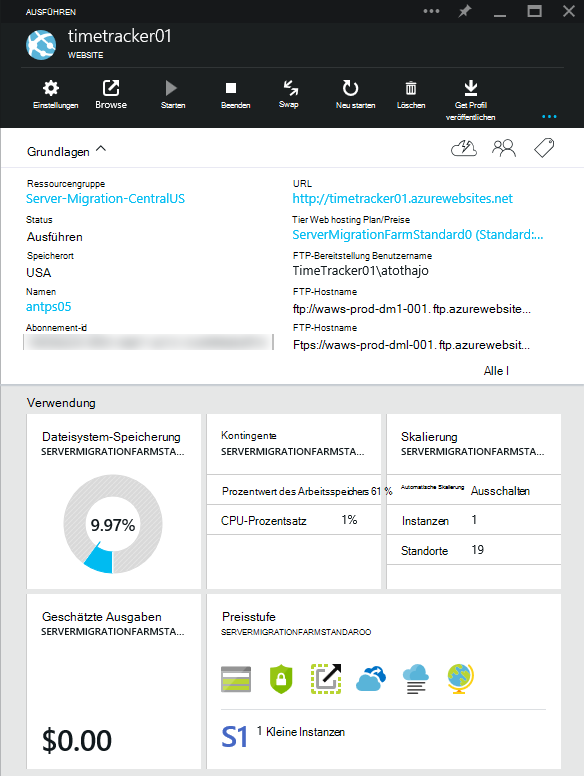 AUSFÜHREN
timetracker01
WEBSITE
Einstellungen
Browse
Starten
Beenden
Swap
Neu starten
Löschen
Get Profil veröffentlichen
Grundlagen
Ressourcengruppe
Server-Migration-CentralUS
Status
Ausführen
Speicherort
USA
Namen
antps05
Abonnement-id
URL
http://timetracker01.azurewebsites.net
Tier Web hosting Plan/Preise
ServerMigrationFarmStandard0 (Standard:...
FTP-Bereitstellung Benutzername
TimeTracker01\atothajo
FTP-Hostname
ftp://waws-prod-dm1-001. ftp.azurewebsite...
FTP-Hostname
Ftps://waws-prod-dml-001. ftp.azurewebsit...
Alle I
Verwendung
Dateisystem-Speicherung
SERVERMIGRATIONFARMSTA...
9.97%
Kontingente
SERVERMIGRATIONFARMSTA...
Prozentwert des Arbeitsspeichers 61 %
CPU-Prozentsatz 1%
Skalierung
SERVERMIGRATIONFARMSTA...
Automatische Skalierung Ausschalten
Instanzen 1
Standorte 19
Geschätzte Ausgaben
SERVERMIGRATIONFARMSTA...
$0.00
Preisstufe
SERVERMIGRATIONFARMSTANDAROO
S1 1 Kleine Instanzen